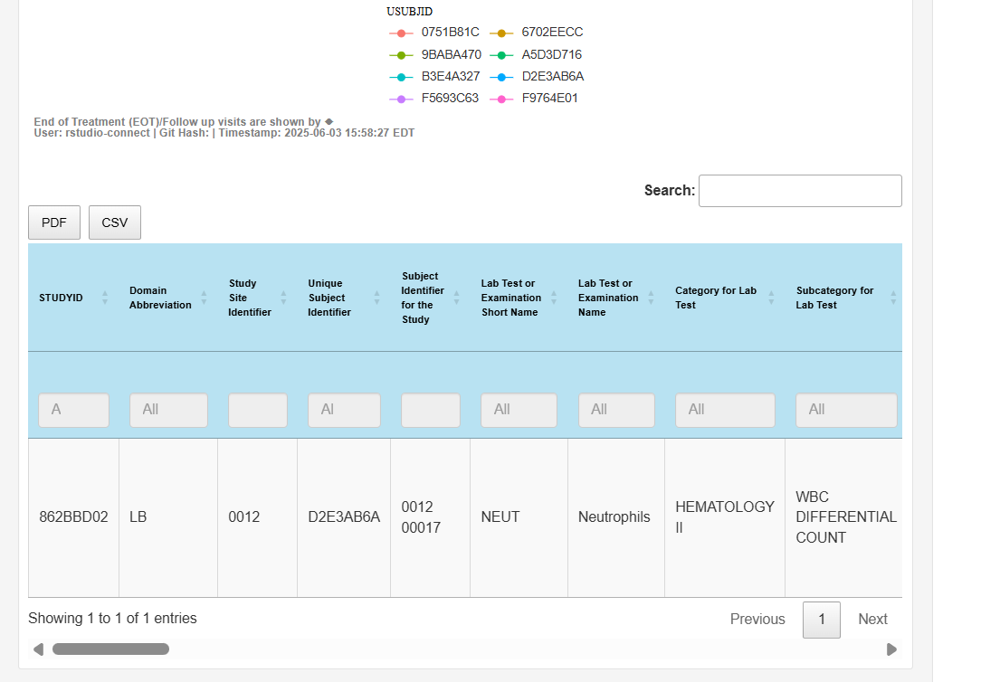 USUBJID
0751B81C 6702EECC
9BABA470 A5D3D716
B3E4A327 D2E3AB6A
F5693C63 F9764E01
End of Treatment (EOT)/Follow up visits are shown by ◆
User: rstudio-connect | Git Hash: | Timestamp: 2025-06-03 15:58:27 EDT
Search:
PDF CSV
STUDYID
Domain
Abbreviation
Study
Site
Identifier
Unique
Subject
Identifier
Subject
Identifier
for the
Study
Lab Test or
Examination
Short Name
Lab Test or
Examination
Name
Category for Lab
Test
Subcategory for
Lab Test
A All Al All All All All
862BBD02
LB
0012
D2E3AB6A
0012
00017
NEUT
Neutrophils
HEMATOLOGY
II
WBC
DIFFERENTIAL
COUNT
Showing 1 to 1 of 1 entries
Previous 1 Next